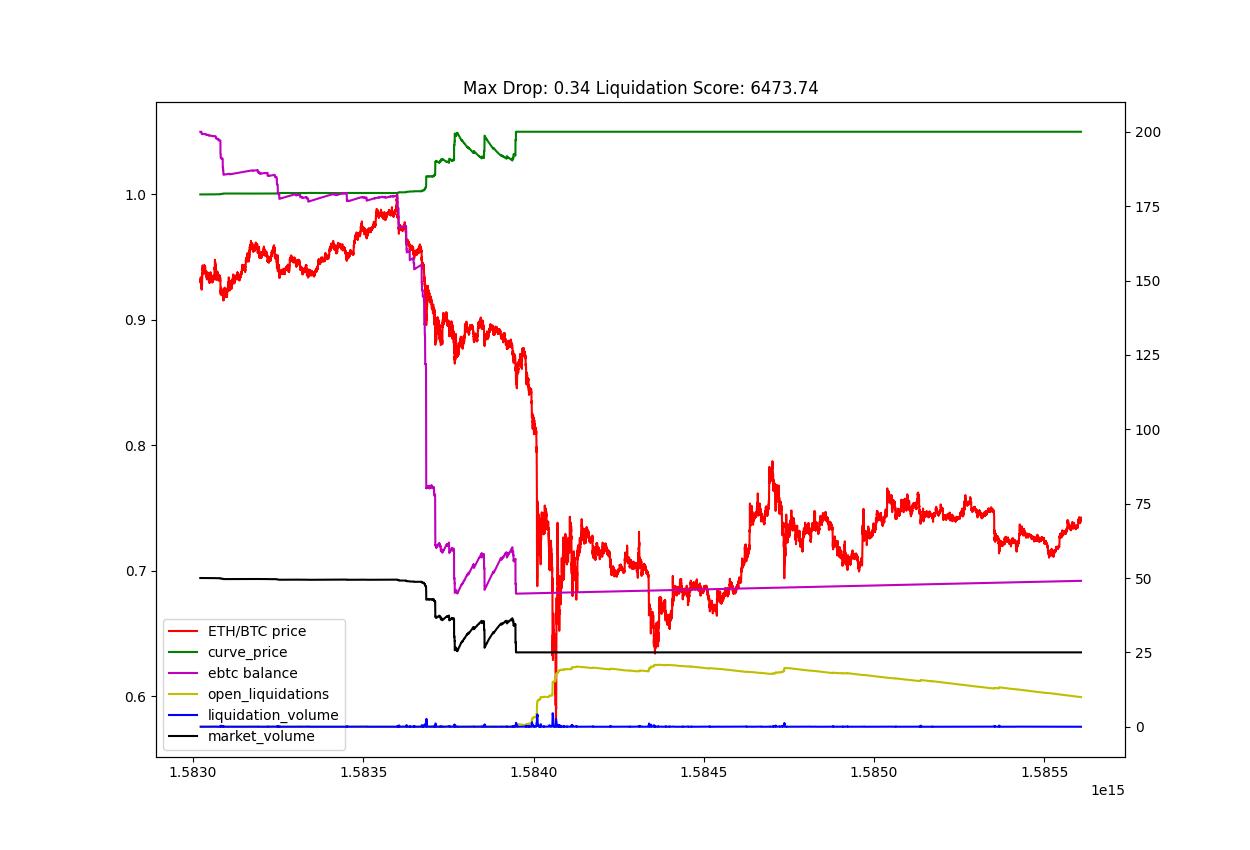 Max Drop: 0.34 Liquidation Score: 6473.74
1.0
0.9
0.8
0.7
0.6
200
175
150
125
100
75
50
25
0
ETH/BTC price
curve_price
ebtc balance
open_liquidations
liquidation_volume
market_volume
1.5830 1.5835 1.5840 1.5845 1.5850 1.5855
1e15